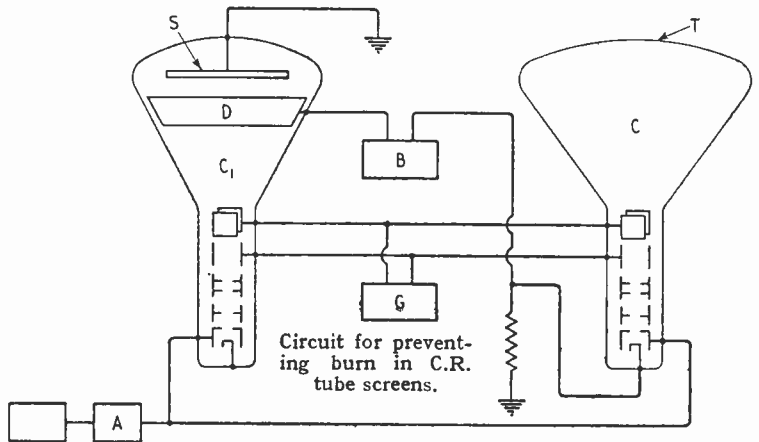 S
T
D
C
B
C₁
G
Circuit for prevent-
ing burn in C.R.
tube screens.
A